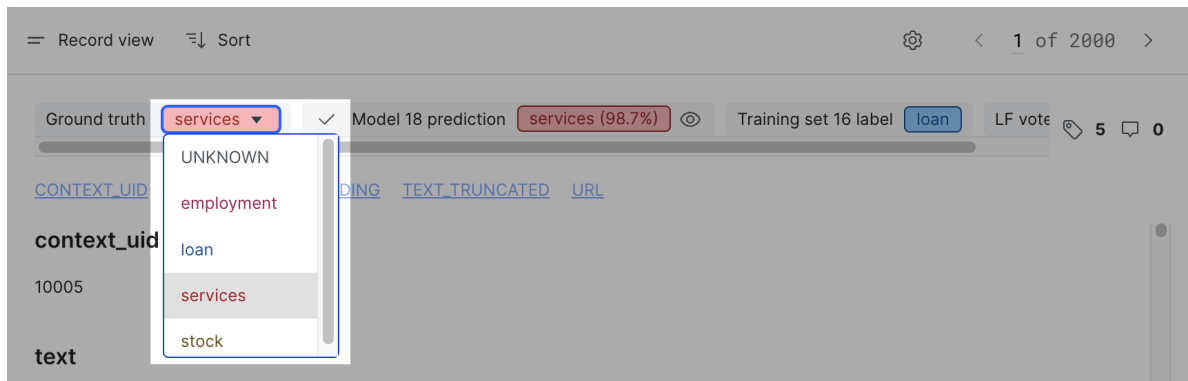 Record view Sort 1 of 2000
Ground truth services Model 18 prediction services (98.7%) Training set 16 label loan LF vote 5 0
UNKNOWN
CONTEXT_UID DING TEXT_TRUNCATED URL
employment
context_uid
loan
10005
services
stock
text